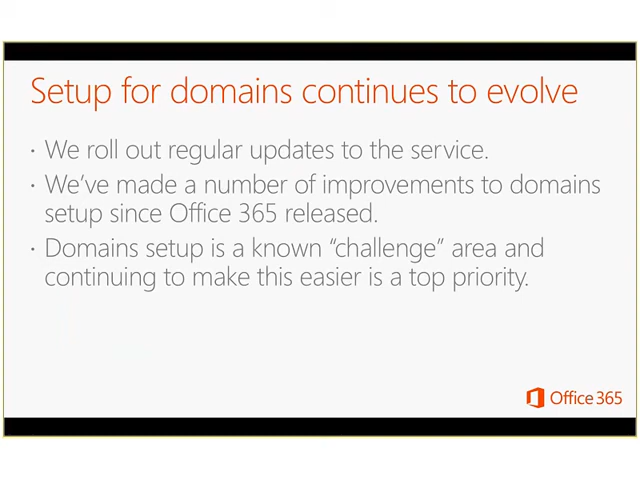 Setup for domains continues to evolve
· We roll out regular updates to the service.
· We’ve made a number of improvements to domains
setup since Office 365 released.
· Domains setup is a known “challenge” area and
continuing to make this easier is a top priority.
Office 365